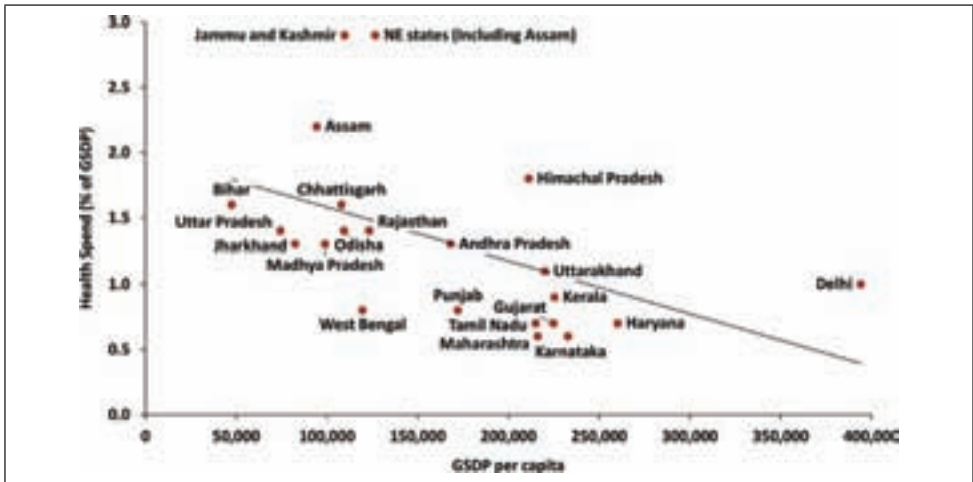 3.0
Jammu and Kashmir
NE states (Including Assam)
2.5
Assam
2.0
Himachal Pradesh
Bihar
Chhattisgarh
1.5
Uttar Pradesh
Rajasthan
Jharkhand
Odisha
Andhra Pradesh
Madhya Pradesh
Uttarakhand
1.0
Delhi
Punjab
Kerala
Gujarat
West Bengal
Tamil Nadu
Haryana
Maharashtra
Karnataka
0.5
0.0
Health Spend (% of GSDP)
0
50,000
100,000
150,000
200,000
250,000
300,000
350,000
400,000
GSDP per capita